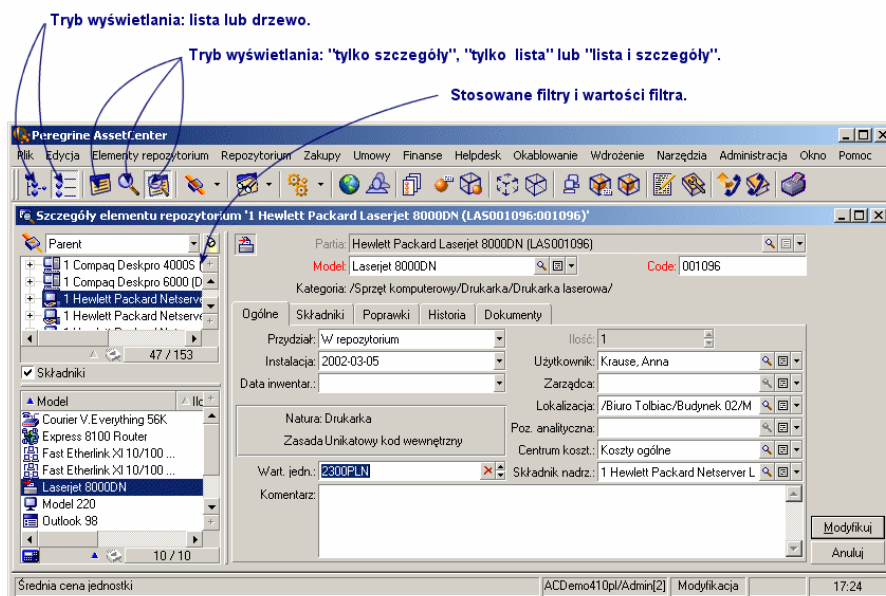 Tryb wyświetlania: lista lub drzewo.
Tryb wyświetlania: "tylko szczegóły", "tylko lista" lub "lista i szczegóły".
Stosowane filtry i wartości filtra.
Peregrine AssetCenter
Plik Edycja Elementy repozytorium Repozytorium Zakupy Umowy Finanse Helpdesk Okablowanie Wdrożenie Narzędzia Administracja Okno Pomoc
Szczegóły elementu repozytorium '1 Hewlett Packard Laserjet 8000DN (LAS001096:001096)'
Parent
1 Compaq Deskpro 4000S (
1 Compaq Deskpro 6000 (D
1 Hewlett Packard Netserve
1 Hewlett Packard Netserve
47 / 153
Składniki
Model Ilc
Courier V.Everything 56K
Express 8100 Router
Fast Etherlink XI 10/100 ...
Fast Etherlink XI 10/100 ...
Laserjet 8000DN
Model 220
Outlook 98
10 / 10
Partia: Hewlett Packard Laserjet 8000DN (LAS001096)
Model: Laserjet 8000DN Code: 001096
Kategoria: /Sprzęt komputerowy/Drukarka/Drukarka laserowa/
Ogólne Składniki Poprawki Historia Dokumenty
Przydział: W repozytorium Ilość: 1
Instalacja: 2002-03-05 Użytkownik: Krause, Anna
Data inwentar.: Zarządca:
Lokalizacja: /Biuro Tolbiac/Budynek 02/M
Natura: Drukarka Poz. analityczna:
Zasada Unikatowy kod wewnętrzny Centrum koszt.: Koszty ogólne
Wart. jedn.: 2300PLN Składnik nadrz.: 1 Hewlett Packard Netserver L
Komentarz:
Modyfikuj
Anuluj
Średnia cena jednostki ACDemo410pl/Admin[2] Modyfikacja 17:24